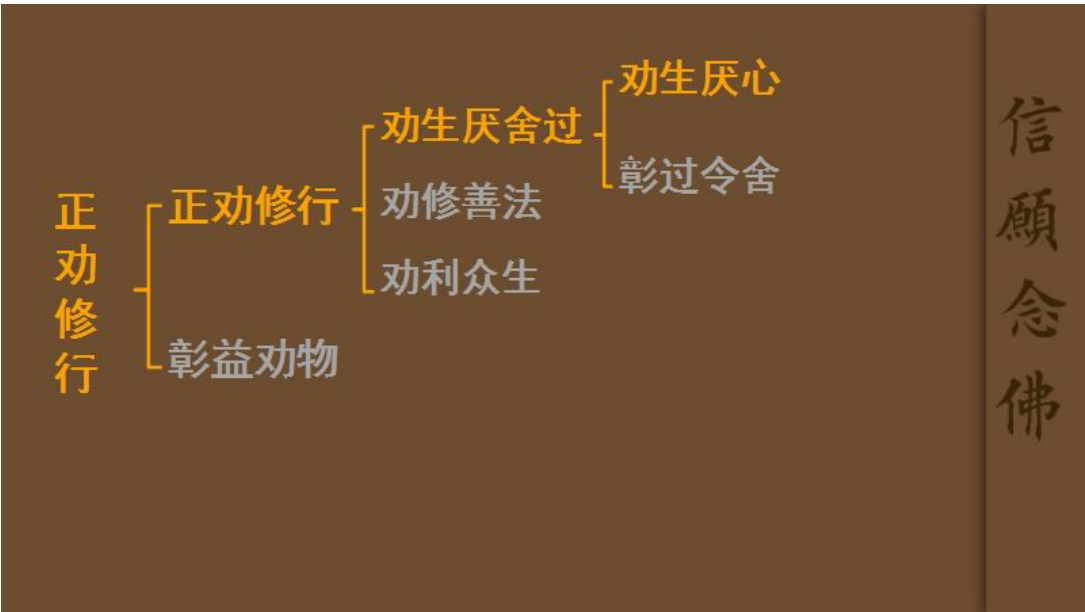 正劝修行
正劝修行
劝生厌舍过
劝生厌心
彰过令舍
劝修善法
劝利众生
彰益劝物
信願念佛